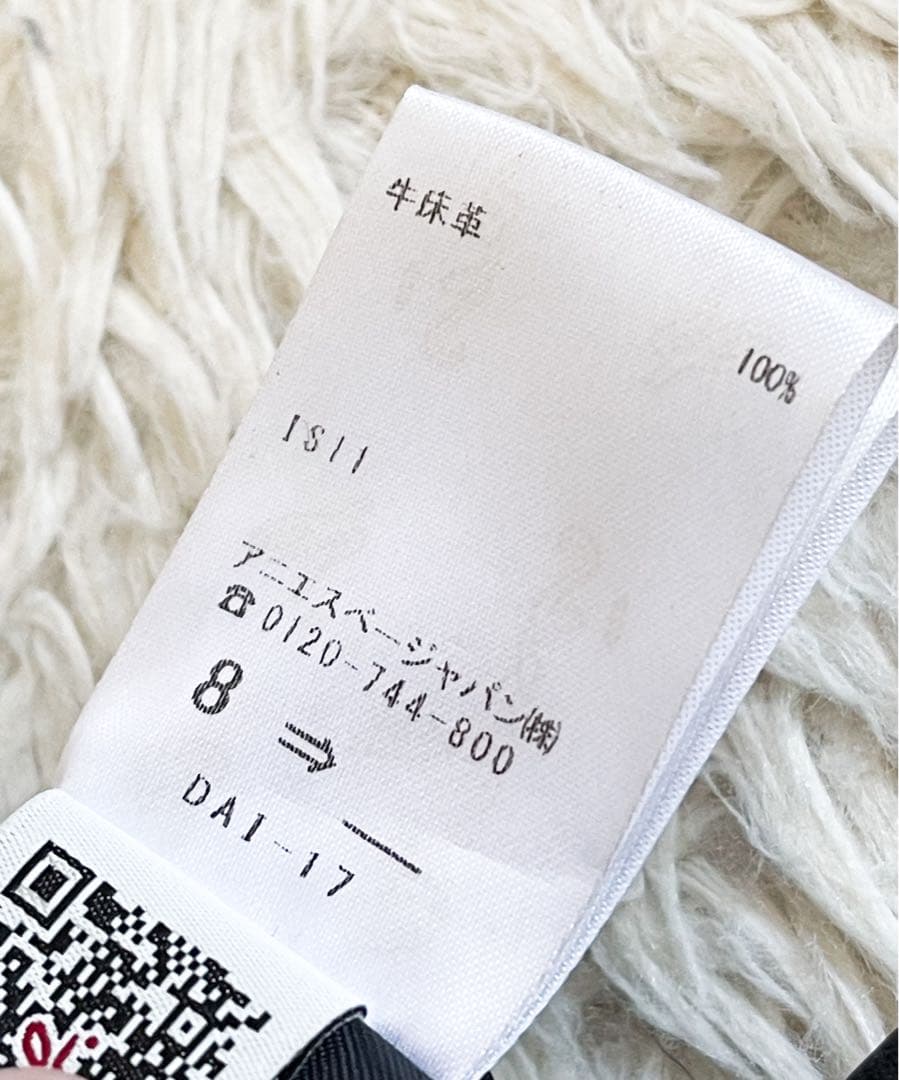 牛床革
100%
IS11
アニエスベージャパン㈱
☎0120-744-800
8 ⇒
DAI-17